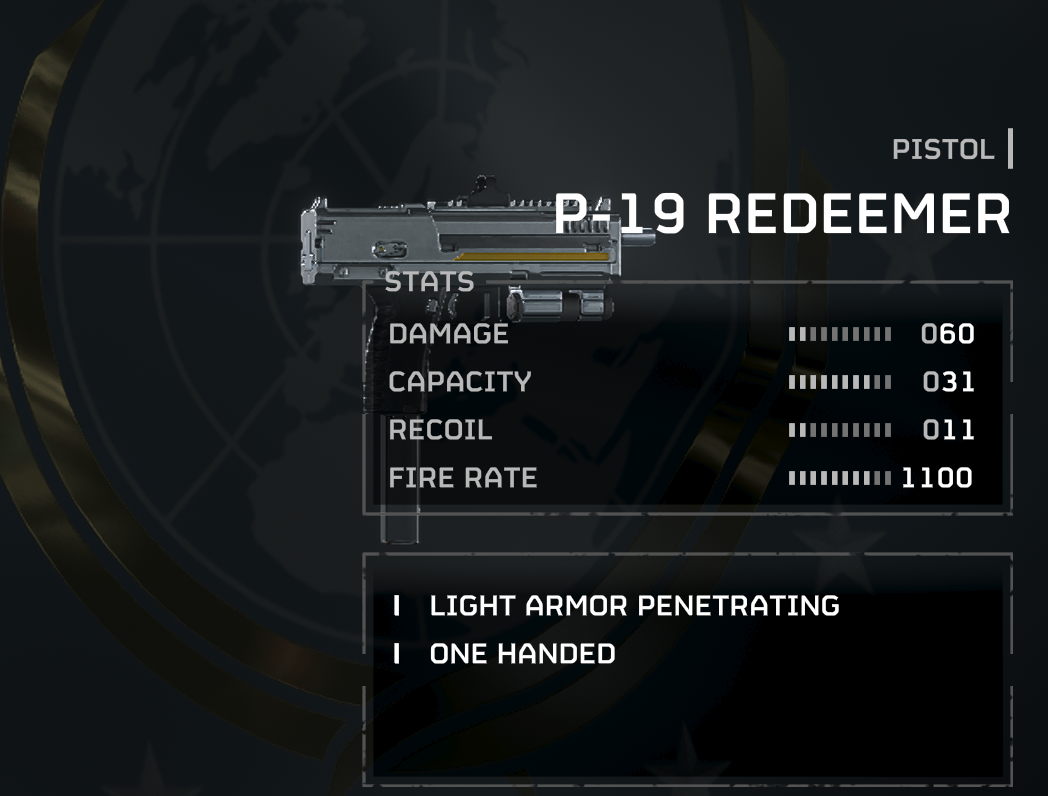 PISTOL
P-19 REDEEMER
STATS
DAMAGE 060
CAPACITY 031
RECOIL 011
FIRE RATE 1100
LIGHT ARMOR PENETRATING
ONE HANDED